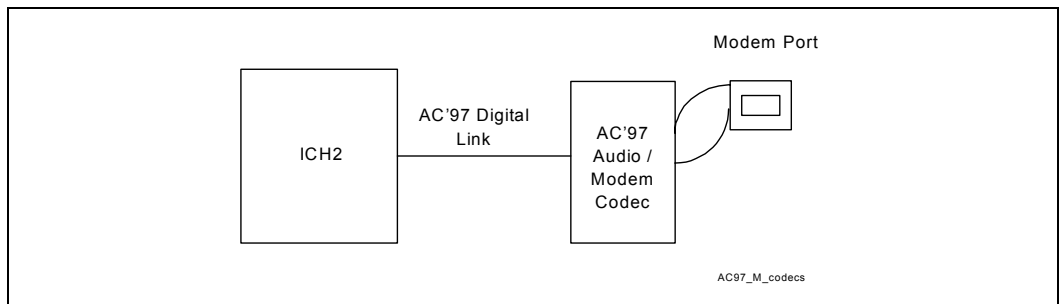 Modem Port
AC'97 Digital
Link
ICH2
AC'97
Audio /
Modem
Codec
AC97_M_codecs